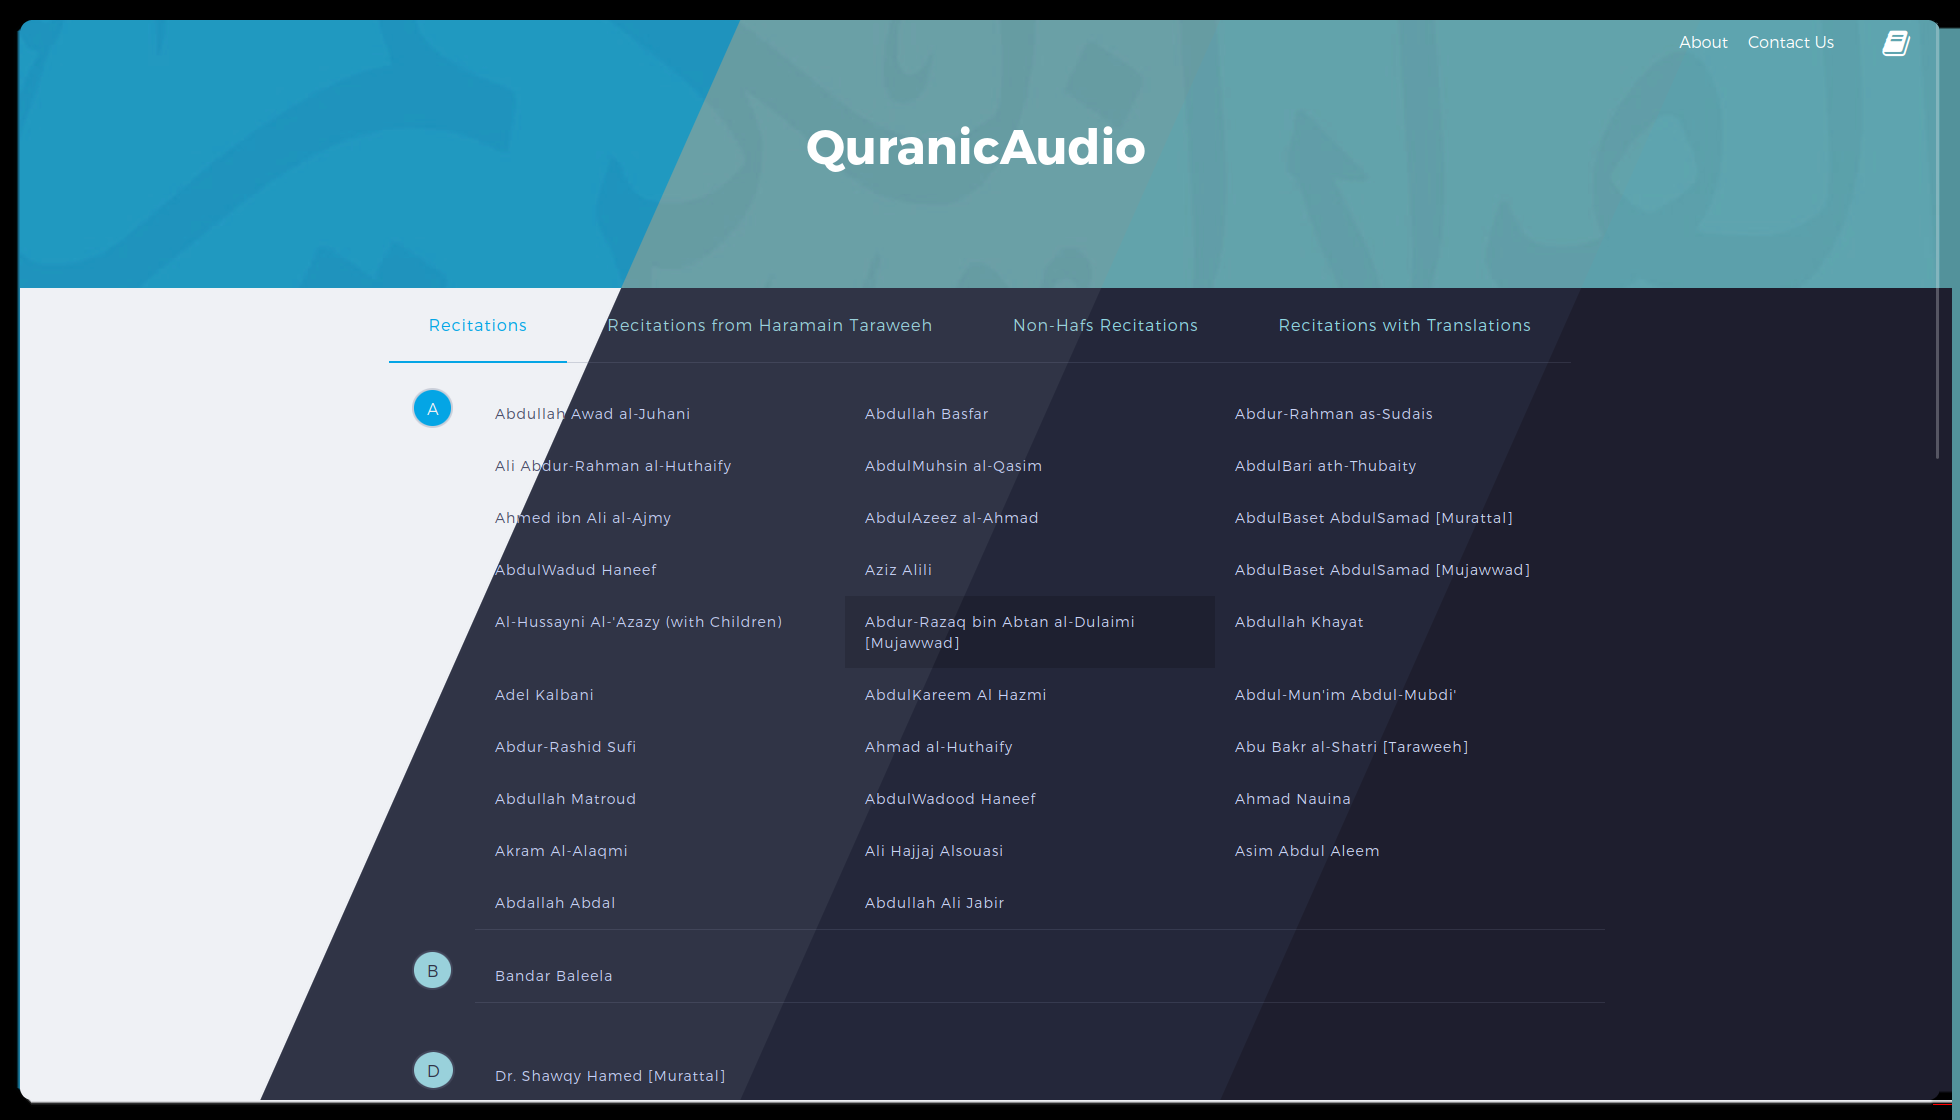 About Contact Us
QuranicAudio
Recitations Recitations from Haramain Taraweeh Non-Hafs Recitations Recitations with Translations
A
Abdullah Awad al-Juhani Abdullah Basfar Abdur-Rahman as-Sudais
Ali Abdur-Rahman al-Huthaify AbdulMuhsin al-Qasim AbdulBari ath-Thubaity
Ahmed ibn Ali al-Ajmy AbdulAzeez al-Ahmad AbdulBaset AbdulSamad [Murattal]
AbdulWadud Haneef Aziz Alili AbdulBaset AbdulSamad [Mujawwad]
Al-Hussayni Al-'Azazy (with Children) Abdur-Razaq bin Abtan al-Dulaimi Abdullah Khayat
[Mujawwad]
Adel Kalbani AbdulKareem Al Hazmi Abdul-Mun'im Abdul-Mubdi'
Abdur-Rashid Sufi Ahmad al-Huthaify Abu Bakr al-Shatri [Taraweeh]
Abdullah Matroud AbdulWadood Haneef Ahmad Nauina
Akram Al-Alaqmi Ali Hajjaj Alsouasi Asim Abdul Aleem
Abdallah Abdal Abdullah Ali Jabir
B
Bandar Baleela
D
Dr. Shawqy Hamed [Murattal]